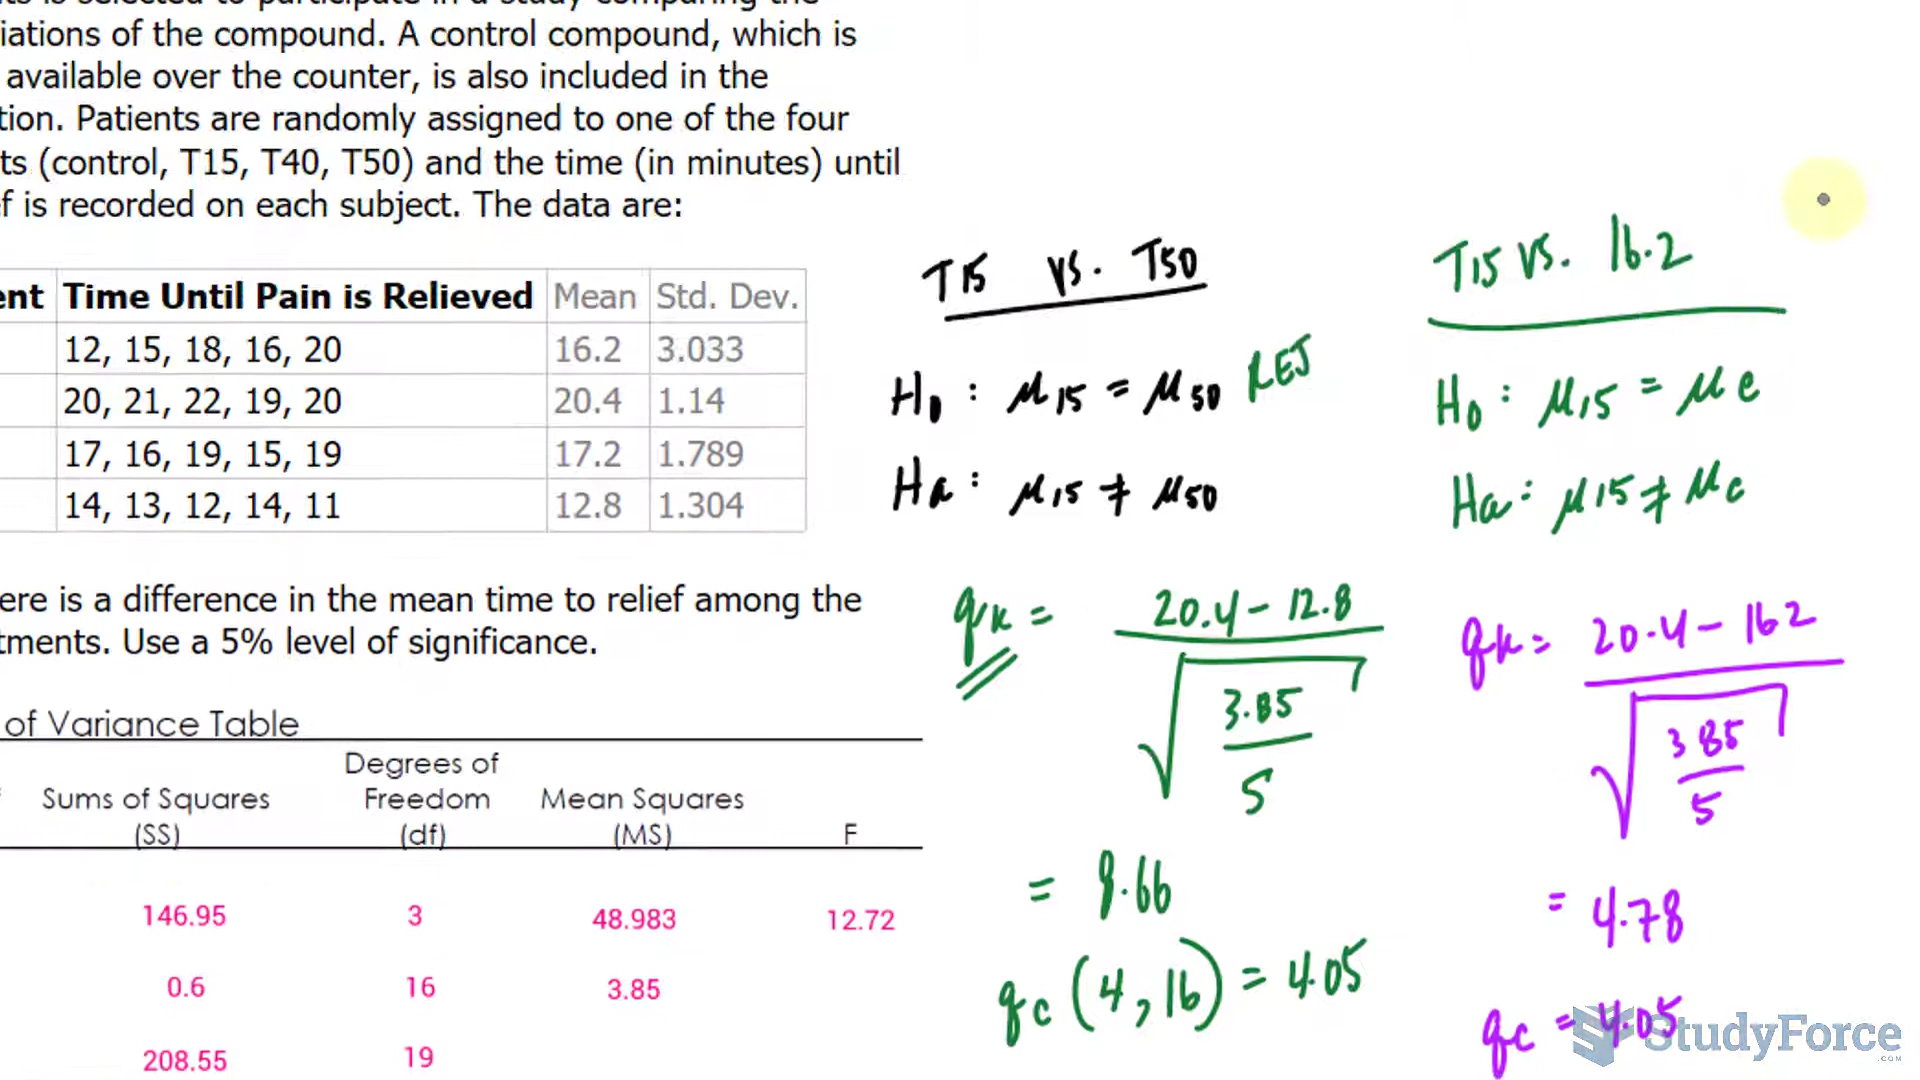 iations of the compound. A control compound, which is
available over the counter, is also included in the
tion. Patients are randomly assigned to one of the four
ts (control, T15, T40, T50) and the time (in minutes) until
f is recorded on each subject. The data are:
ent Time Until Pain is Relieved Mean Std. Dev.
12, 15, 18, 16, 20 16.2 3.033
20, 21, 22, 19, 20 20.4 1.14
17, 16, 19, 15, 19 17.2 1.789
14, 13, 12, 14, 11 12.8 1.304
ere is a difference in the mean time to relief among the
tments. Use a 5% level of significance.
of Variance Table
Sums of Squares (SS) Degrees of Freedom (df) Mean Squares (MS) F
146.95 3 48.983 12.72
0.6 16 3.85
208.55 19
T15 vs. T50
H0 : μ15 = μ50 REJ
Ha : μ15 ≠ μ50
qk = 20.4 - 12.8
3.85
5
= 8.66
qc (4, 16) = 4.05
T15 vs. 16.2
H0 : μ15 = μc
Ha : μ15 ≠ μc
qk = 20.4 - 16 2
3 85
5
= 4.78
qc = 4.05
StudyForce
.COM